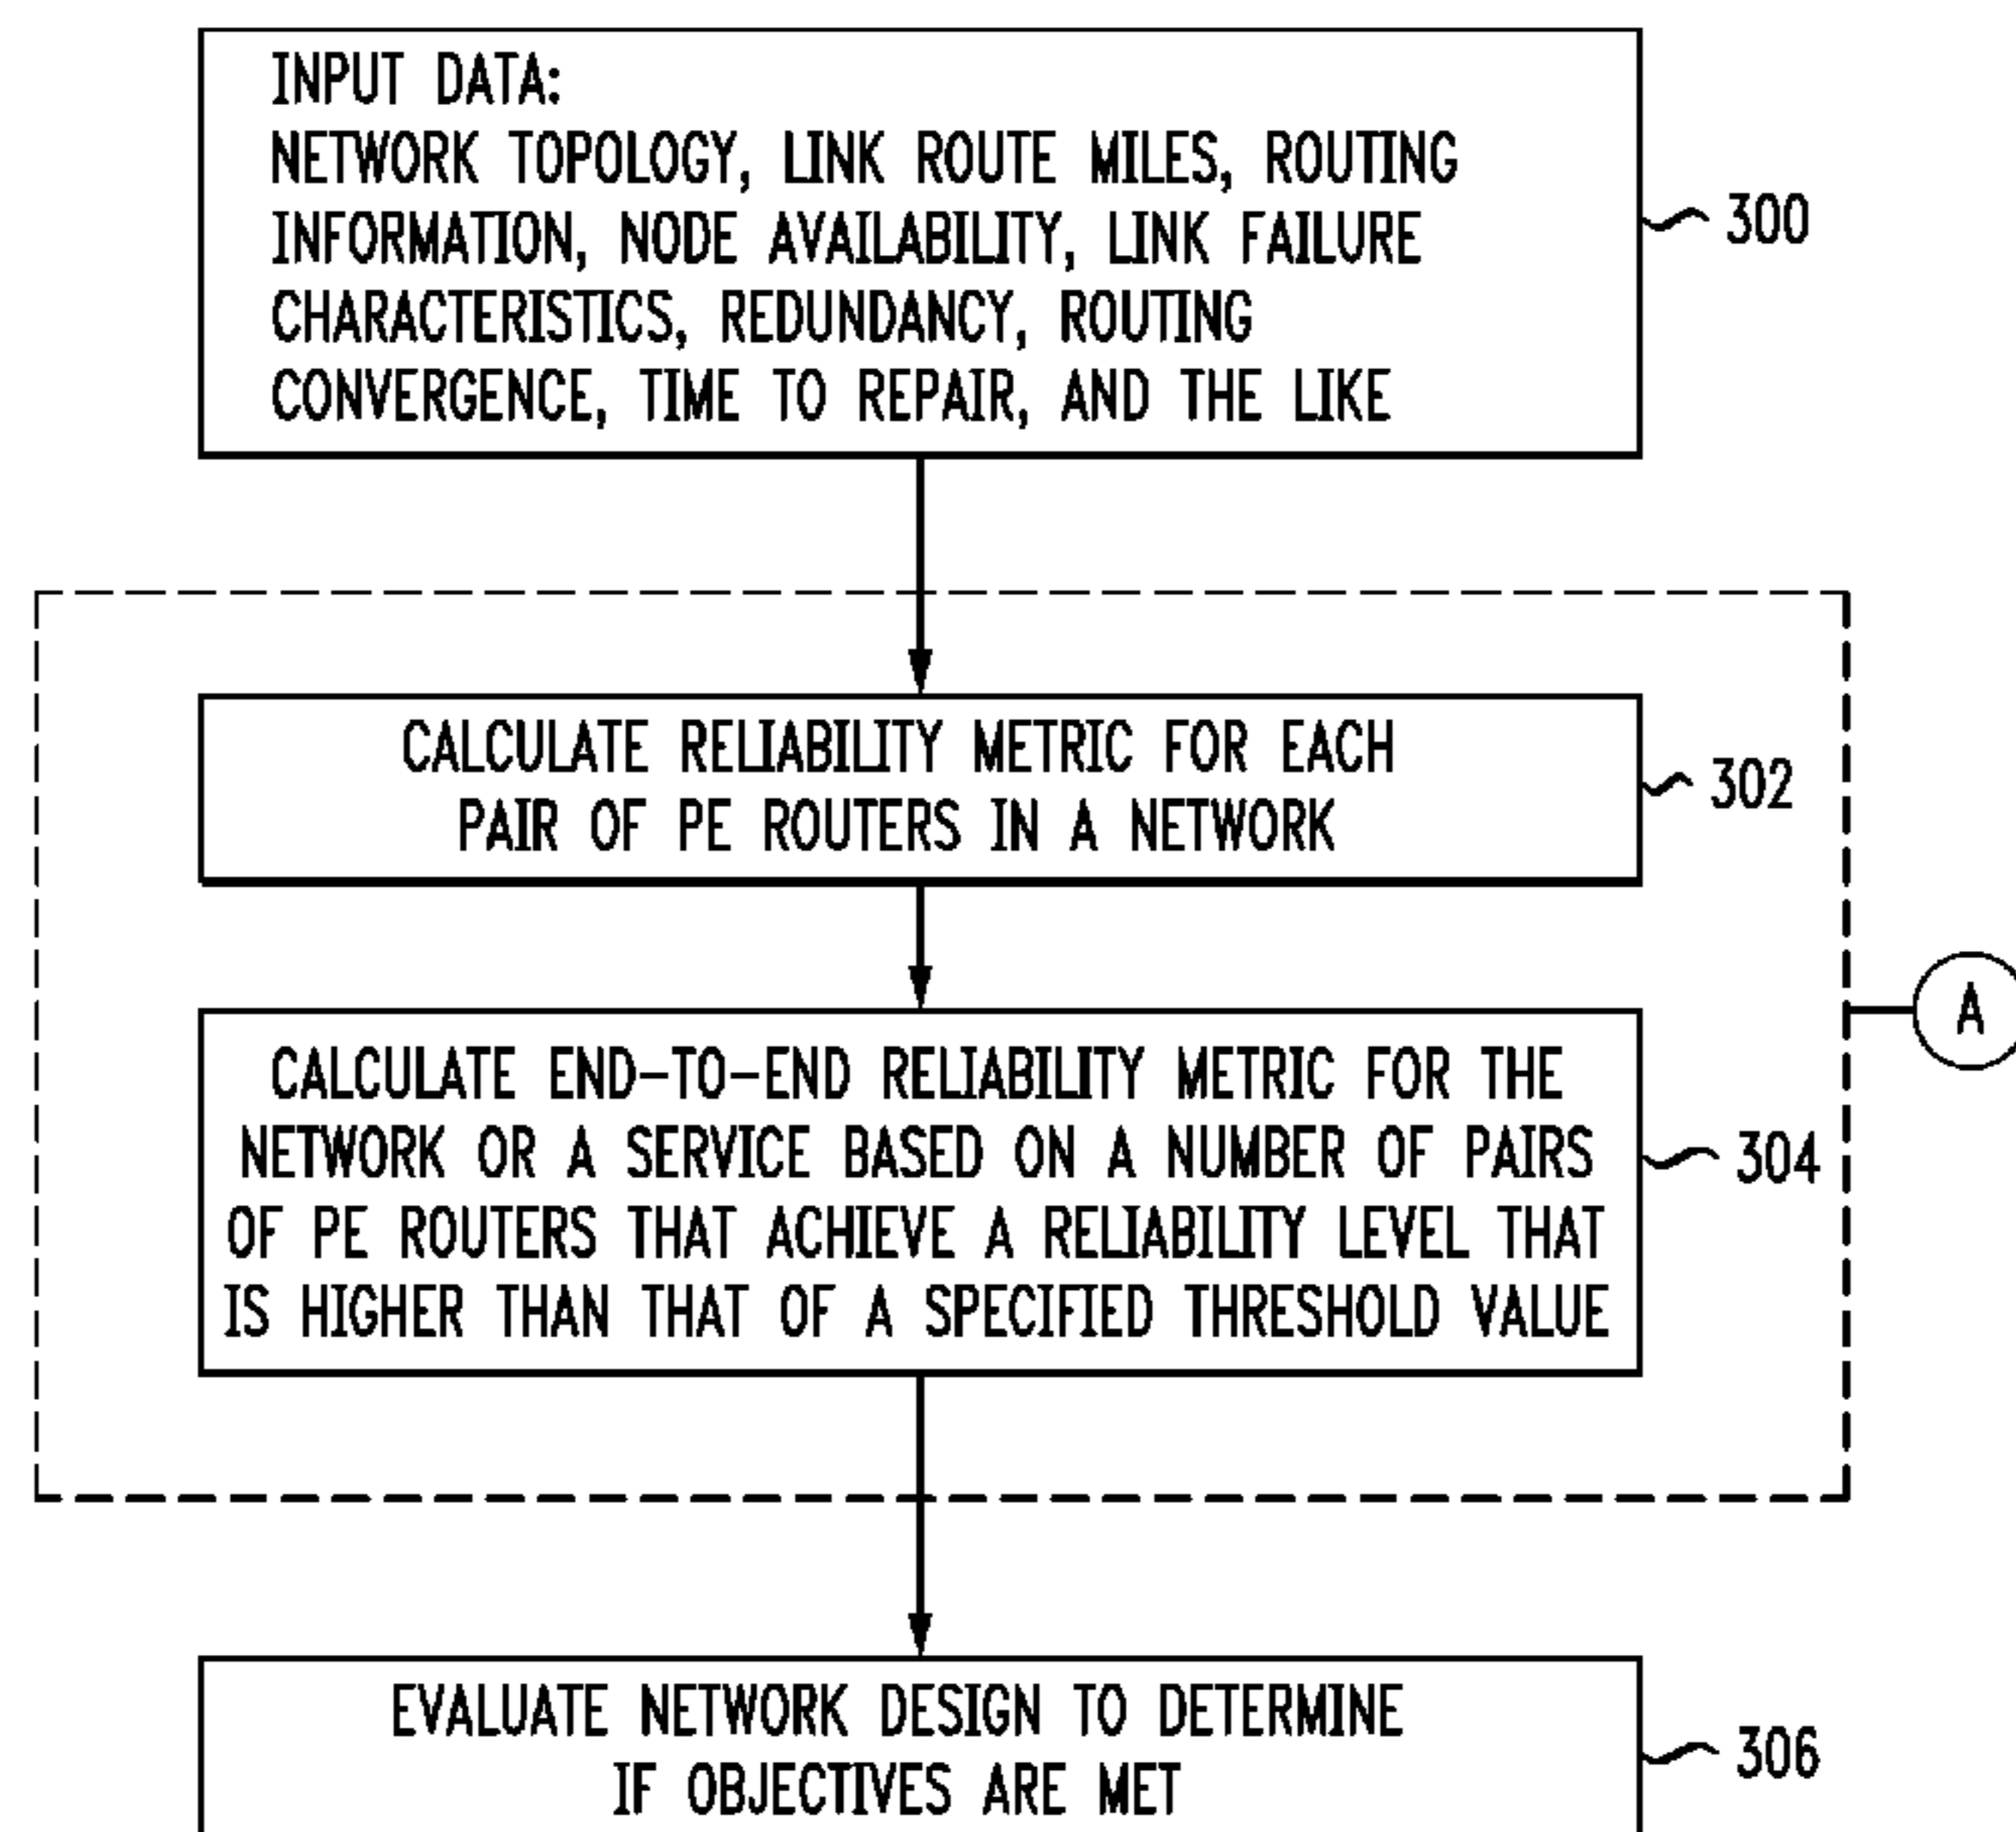 INPUT DATA:
NETWORK TOPOLOGY, LINK ROUTE MILES, ROUTING
INFORMATION, NODE AVAILABILITY, LINK FAILURE
CHARACTERISTICS, REDUNDANCY, ROUTING
CONVERGENCE, TIME TO REPAIR, AND THE LIKE
300
CALCULATE RELIABILITY METRIC FOR EACH
PAIR OF PE ROUTERS IN A NETWORK
302
A
CALCULATE END-TO-END RELIABILITY METRIC FOR THE
NETWORK OR A SERVICE BASED ON A NUMBER OF PAIRS
OF PE ROUTERS THAT ACHIEVE A RELIABILITY LEVEL THAT
IS HIGHER THAN THAT OF A SPECIFIED THRESHOLD VALUE
304
EVALUATE NETWORK DESIGN TO DETERMINE
IF OBJECTIVES ARE MET
306